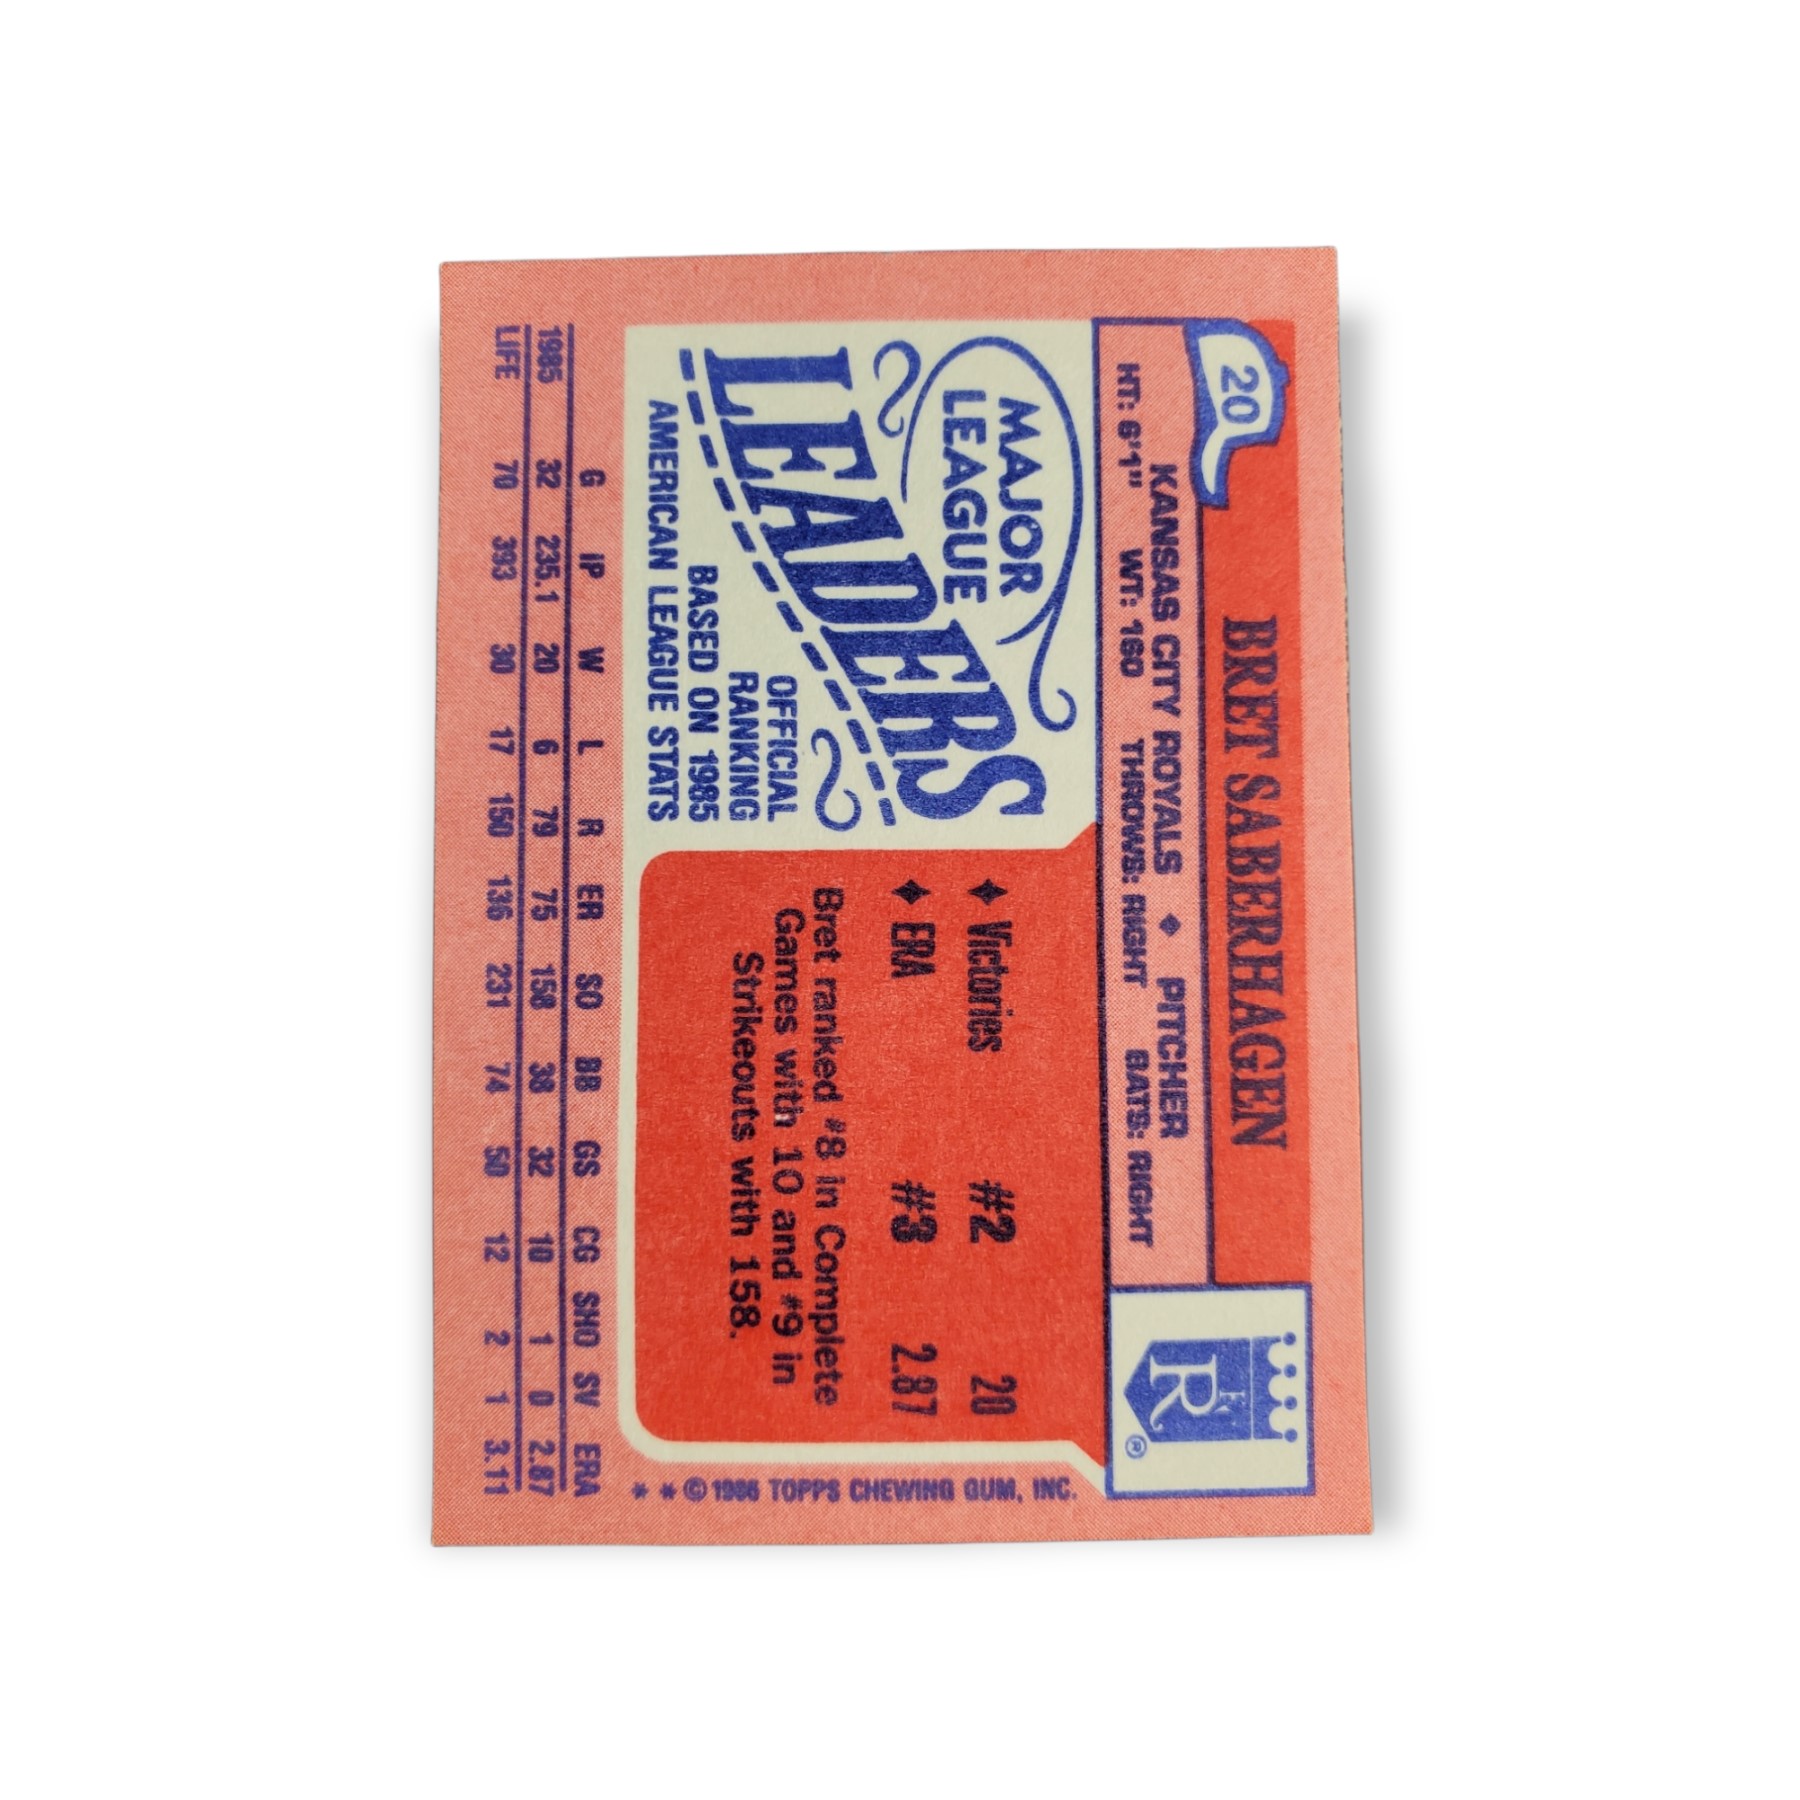 20
BRET SABERHAGEN
KANSAS CITY ROYALS ♦ PITCHER
HT: 6'1" WT: 160 THROWS: RIGHT BATS: RIGHT
R
®
MAJOR
LEAGUE
LEADERS
OFFICIAL
RANKING
BASED ON 1985
AMERICAN LEAGUE STATS
♦ Victories #2 20
♦ ERA #3 2.87
Bret ranked #8 in Complete
Games with 10 and #9 in
Strikeouts with 158.
* * © 1986 TOPPS CHEWING GUM, INC.
G IP W L R ER SO BB GS CG SHO SV ERA
1985 32 235.1 20 6 79 75 158 38 32 10 1 0 2.87
LIFE 70 393 30 17 150 136 231 74 50 12 2 1 3.11